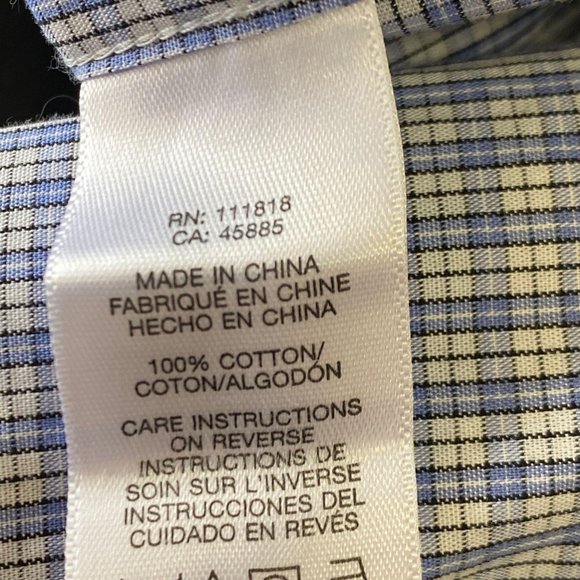 RN: 111818
CA: 45885
MADE IN CHINA
FABRIQUÉ EN CHINE
HECHO EN CHINA
100% COTTON/
COTON/ALGODÓN
CARE INSTRUCTIONS
ON REVERSE
INSTRUCTIONS DE
SOIN SUR L'INVERSE
INSTRUCCIONES DEL
CUIDADO EN REVÉS